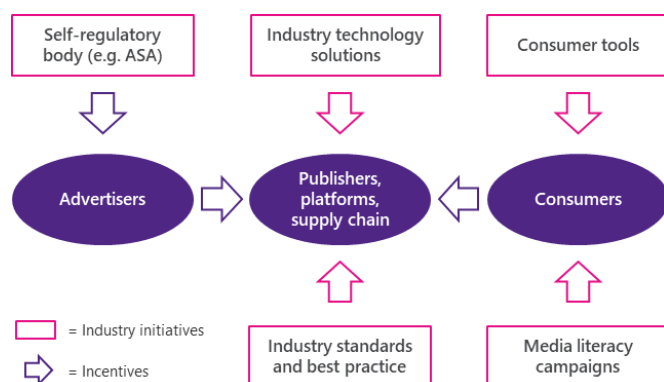 Self-regulatory
body (e.g. ASA)
Industry technology
solutions
Consumer tools
Advertisers
Publishers,
platforms,
supply chain
Consumers
= Industry initiatives
= Incentives
Industry standards
and best practice
Media literacy
campaigns